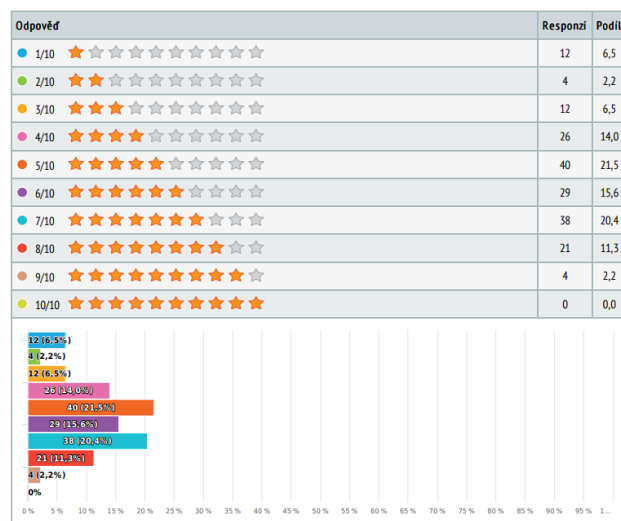 Odpověď Responzí Podíl
1/10 12 6,5
2/10 4 2,2
3/10 12 6,5
4/10 26 14,0
5/10 40 21,5
6/10 29 15,6
7/10 38 20,4
8/10 21 11,3
9/10 4 2,2
10/10 0 0,0
12 (6,5%)
4 (2,2%)
12 (6,5%)
26 (14,0%)
40 (21,5%)
29 (15,6%)
38 (20,4%)
21 (11,3%)
4 (2,2%)
0%
0 % 5 % 10 % 15 % 20 % 25 % 30 % 35 % 40 % 45 % 50 % 55 % 60 % 65 % 70 % 75 % 80 % 85 % 90 % 95 % 1...